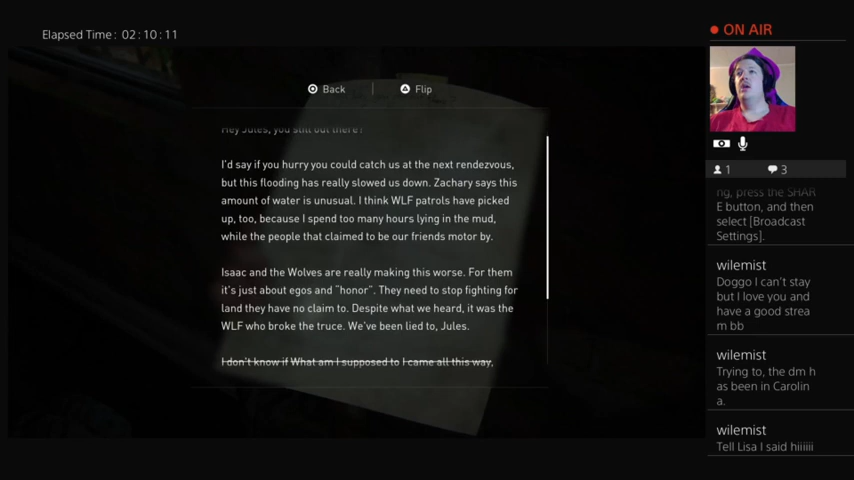 Elapsed Time: 02:10:11
ON AIR
Back
Flip
Hey Jules, you still out there?
I'd say if you hurry you could catch us at the next rendezvous,
but this flooding has really slowed us down. Zachary says this
amount of water is unusual. I think WLF patrols have picked
up, too, because I spend too many hours lying in the mud,
while the people that claimed to be our friends motor by.
Isaac and the Wolves are really making this worse. For them
it's just about egos and "honor". They need to stop fighting for
land they have no claim to. Despite what we heard, it was the
WLF who broke the truce. We've been lied to, Jules.
I don't know if What am I supposed to I came all this way,
1
3
ng, press the SHAR
E button, and then
select [Broadcast
Settings].
wilemist
Doggo I can't stay
but I love you and
have a good strea
m bb
wilemist
Trying to, the dm h
as been in Carolin
a.
wilemist
Tell Lisa I said hiiiiii